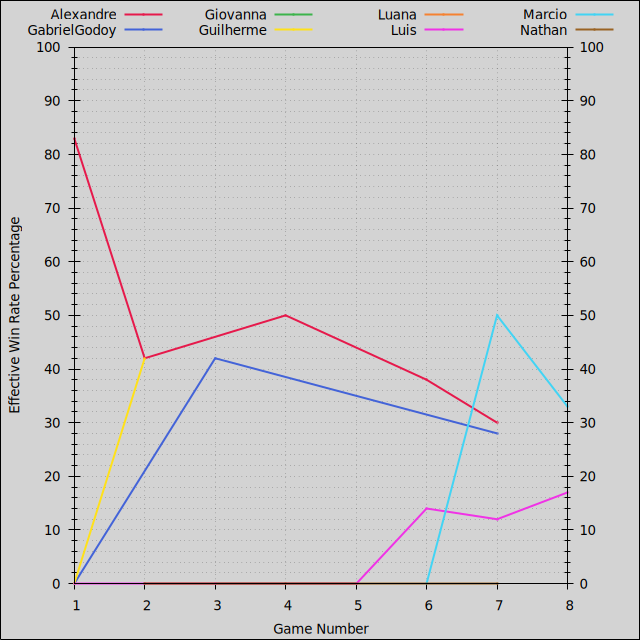 Alexandre Giovanna Luana Marcio
GabrielGodoy Guilherme Luis Nathan
100 100
90 90
80 80
70 70
60 60
50 50
40 40
30 30
20 20
10 10
0 0
1 2 3 4 5 6 7 8
Effective Win Rate Percentage
Game Number